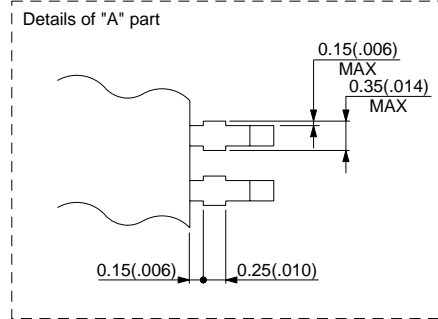 Details of "A" part
0.15(.006)
MAX
0.35(.014)
MAX
0.15(.006)
0.25(.010)